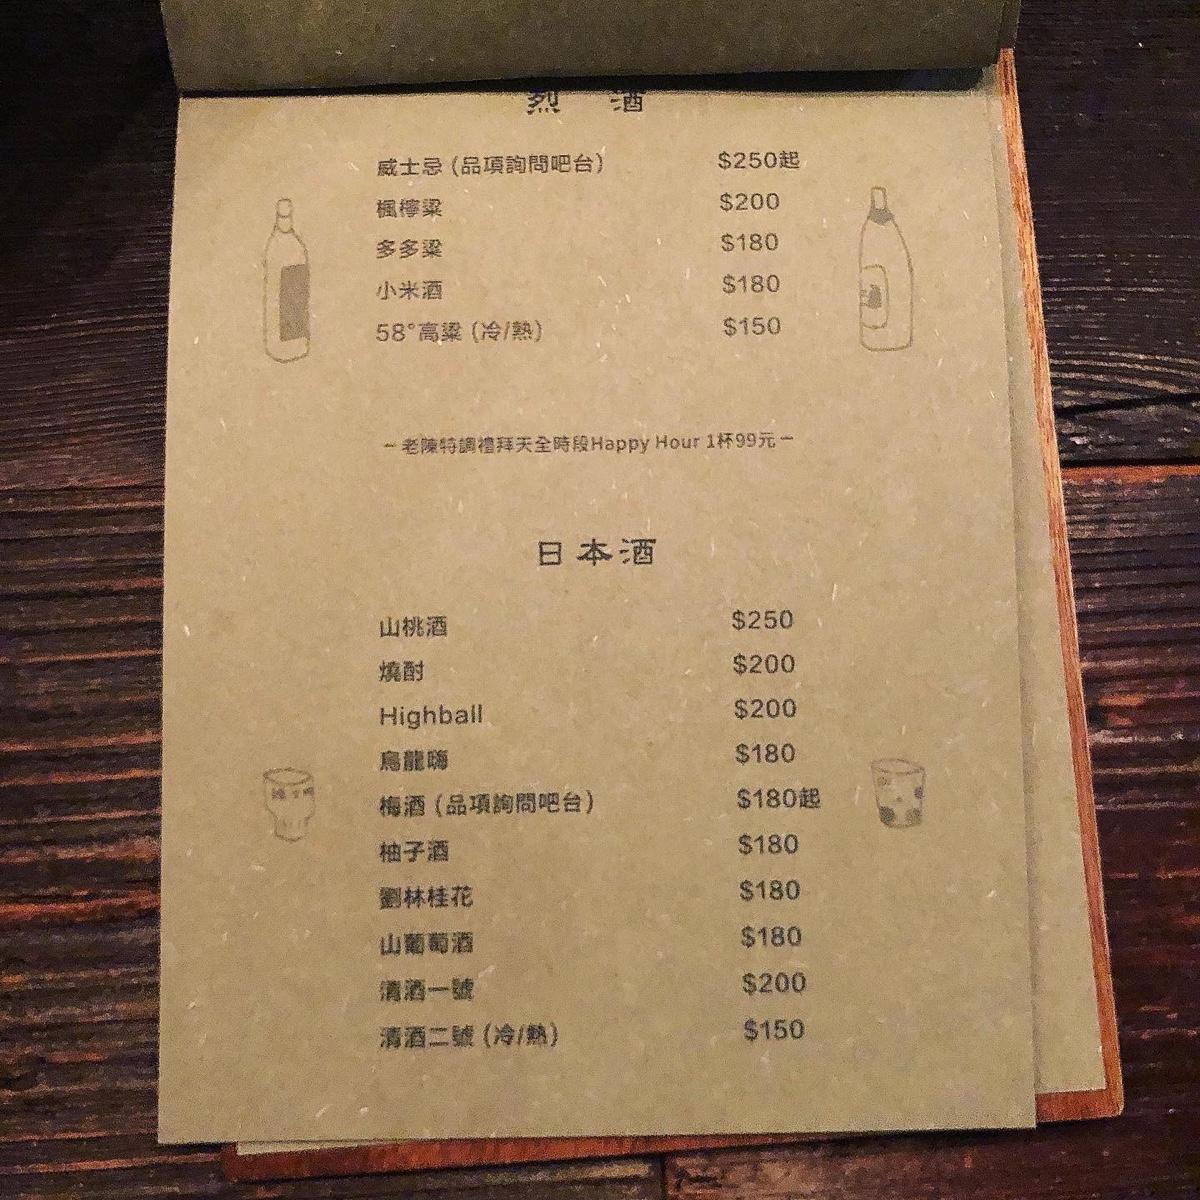 烈 酒
威士忌 (品項詢問吧台) $250起
楓檸粱 $200
多多粱 $180
小米酒 $180
58°高粱 (冷/熱) $150
－老陳特調禮拜天全時段Happy Hour 1杯99元－
日本酒
山桃酒 $250
燒酎 $200
Highball $200
烏龍嗨 $180
梅酒 (品項詢問吧台) $180起
柚子酒 $180
劉林桂花 $180
山葡萄酒 $180
清酒一號 $200
清酒二號 (冷/熱) $150